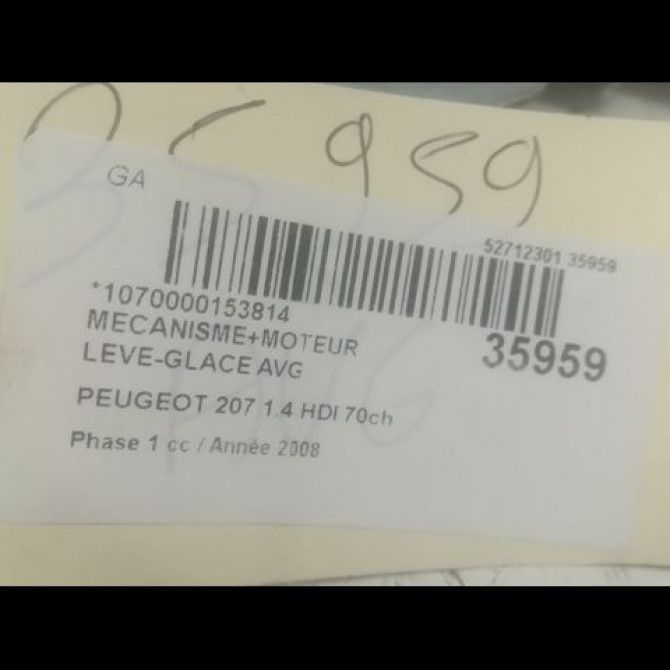 35959
GA
52712301 35959
*1070000153814
35959
MECANISME+MOTEUR
LEVE-GLACE AVG
PEUGEOT 207 1.4 HDI 70ch
Phase 1 cc / Année 2008